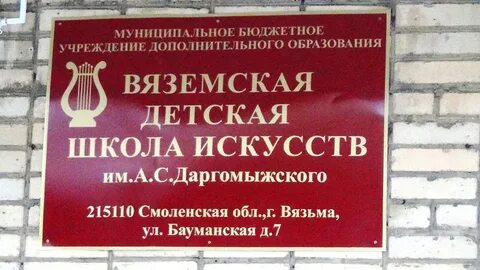 МУНИЦИПАЛЬНОЕ БЮДЖЕТНОЕ
УЧРЕЖДЕНИЕ ДОПОЛНИТЕЛЬНОГО ОБРАЗОВАНИЯ
ВЯЗЕМСКАЯ
ДЕТСКАЯ
ШКОЛА ИСКУССТВ
им.А.С.Даргомыжского
215110 Смоленская обл.,г. Вязьма,
ул. Бауманская д.7